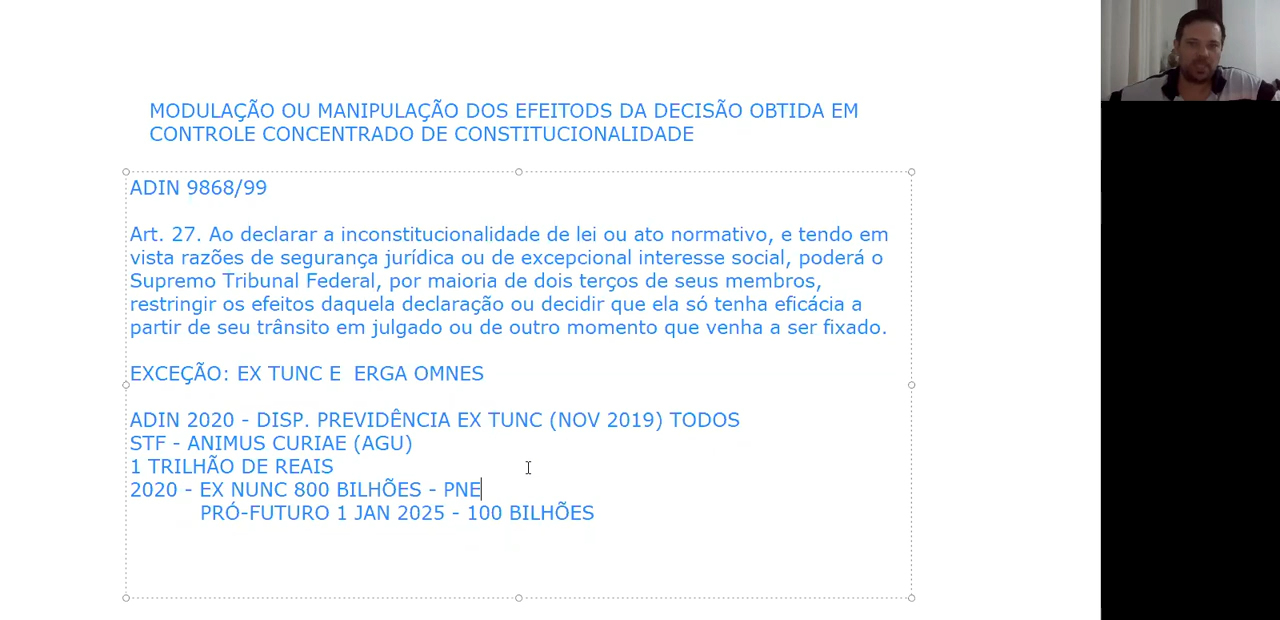 MODULAÇÃO OU MANIPULAÇÃO DOS EFEITODS DA DECISÃO OBTIDA EM
CONTROLE CONCENTRADO DE CONSTITUCIONALIDADE
ADIN 9868/99
Art. 27. Ao declarar a inconstitucionalidade de lei ou ato normativo, e tendo em
vista razões de segurança jurídica ou de excepcional interesse social, poderá o
Supremo Tribunal Federal, por maioria de dois terços de seus membros,
restringir os efeitos daquela declaração ou decidir que ela só tenha eficácia a
partir de seu trânsito em julgado ou de outro momento que venha a ser fixado.
EXCEÇÃO: EX TUNC E  ERGA OMNES
ADIN 2020 - DISP. PREVIDÊNCIA EX TUNC (NOV 2019) TODOS
STF - ANIMUS CURIAE (AGU)
1 TRILHÃO DE REAIS
2020 - EX NUNC 800 BILHÕES - PNE
PRÓ-FUTURO 1 JAN 2025 - 100 BILHÕES